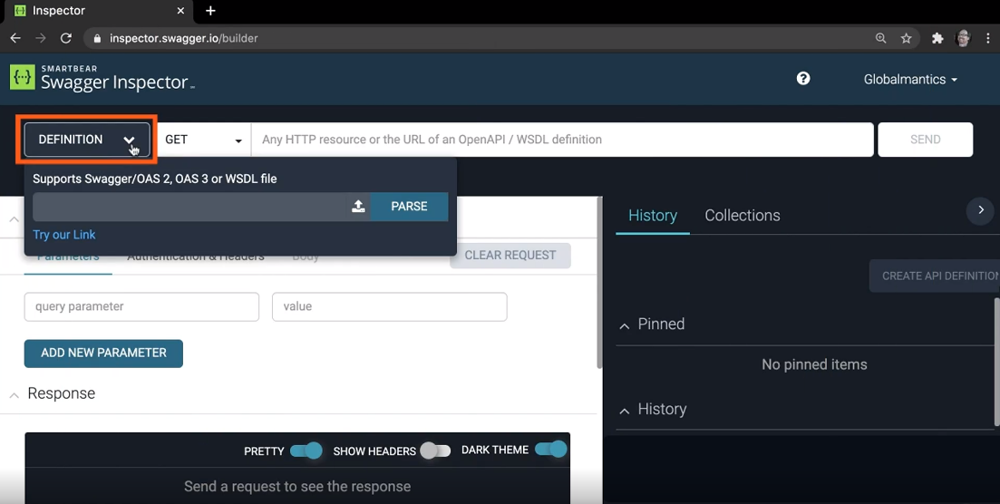 Inspector
inspector.swagger.io/builder
SMARTBEAR
Swagger Inspector
Globalmantics
DEFINITION
GET
Any HTTP resource or the URL of an OpenAPI / WSDL definition
SEND
Supports Swagger/OAS 2, OAS 3 or WSDL file
PARSE
Try our Link
History
Collections
Parameters
Authentication & Headers
Body
CLEAR REQUEST
CREATE API DEFINITION
query parameter
value
Pinned
ADD NEW PARAMETER
No pinned items
Response
History
PRETTY
SHOW HEADERS
DARK THEME
Send a request to see the response